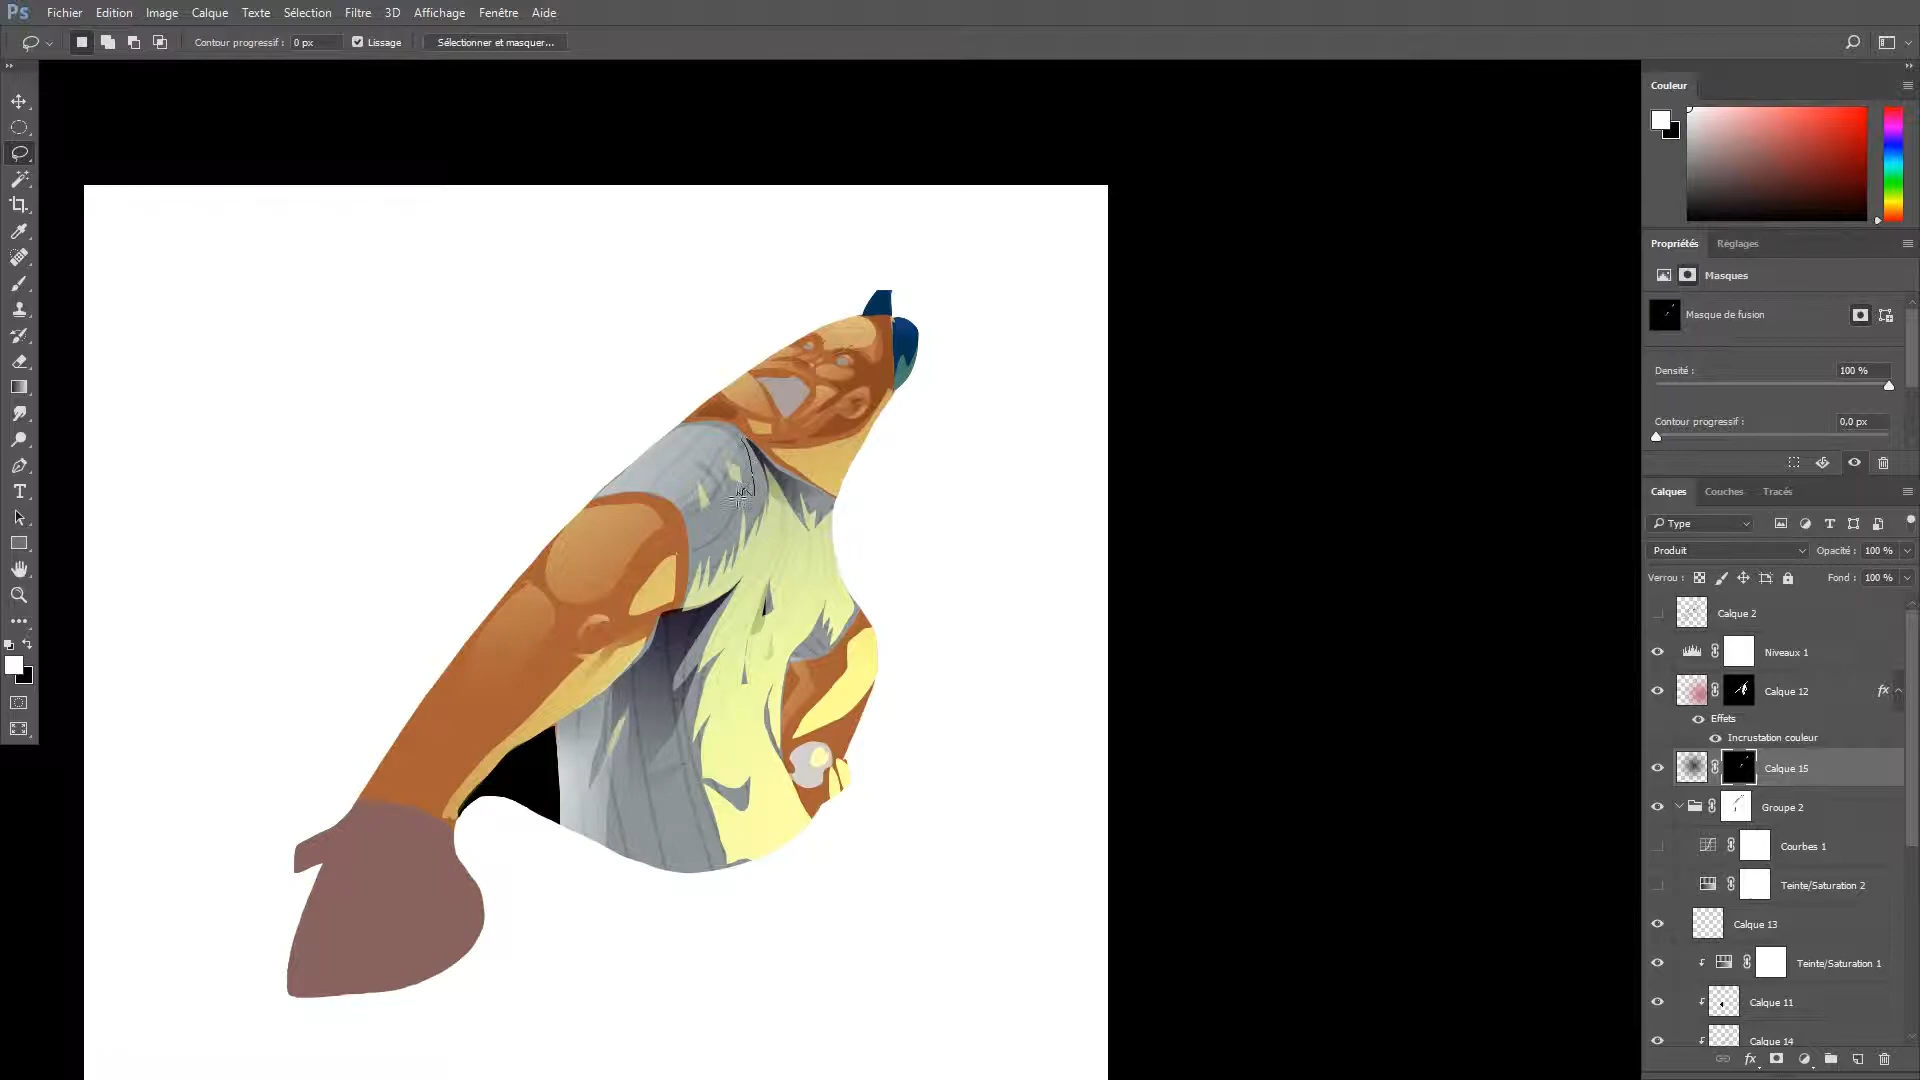 Ps Fichier Edition Image Calque Texte Sélection Filtre 3D Affichage Fenêtre Aide
Contour progressif : 0 px Lissage Sélectionner et masquer...
Couleur
Propriétés Réglages
Masques
Masque de fusion
Densité : 100 %
Contour progressif : 0,0 px
Calques Couches Tracés
Type
Produit Opacité : 100 %
Verrou : Fond : 100 %
Calque 2
Niveaux 1
Calque 12 fx
Effets
Incrustation couleur
Calque 15
Groupe 2
Courbes 1
Teinte/Saturation 2
Calque 13
Teinte/Saturation 1
Calque 11
Calque 14
fx